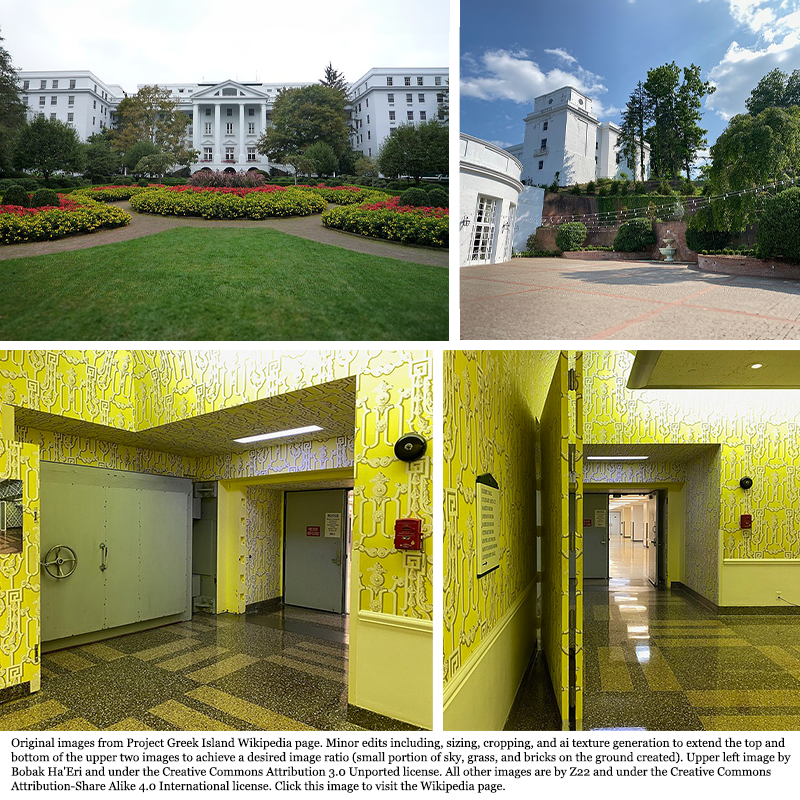 Original images from Project Greek Island Wikipedia page. Minor edits including, sizing, cropping, and ai texture generation to extend the top and
bottom of the upper two images to achieve a desired image ratio (small portion of sky, grass, and bricks on the ground created). Upper left image by
Bobak Ha'Eri and under the Creative Commons Attribution 3.0 Unported license. All other images are by Z22 and under the Creative Commons
Attribution-Share Alike 4.0 International license. Click this image to visit the Wikipedia page.